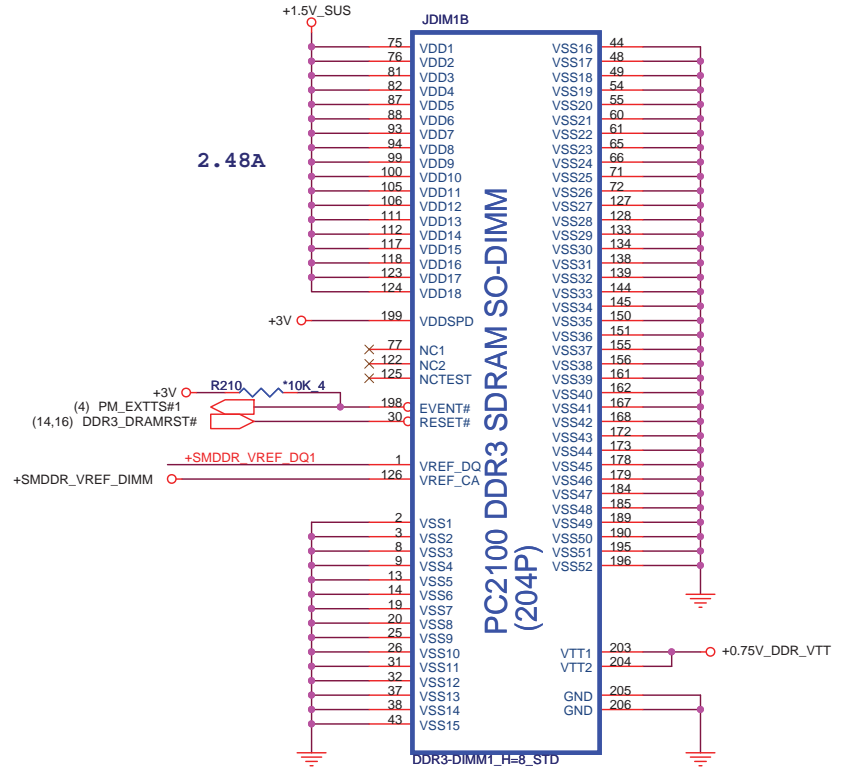 +1.5V_SUS
JDIM1B
75 VDD1 VSS16 44
76 VDD2 VSS17 48
81 VDD3 VSS18 49
82 VDD4 VSS19 54
87 VDD5 VSS20 55
88 VDD6 VSS21 60
93 VDD7 VSS22 61
94 VDD8 VSS23 65
2.48A
99 VDD9 VSS24 66
100 VDD10 VSS25 71
105 VDD11 VSS26 72
106 VDD12 VSS27 127
111 VDD13 VSS28 128
112 VDD14 VSS29 133
117 VDD15 VSS30 134
118 VDD16 VSS31 138
123 VDD17 VSS32 139
124 VDD18 VSS33 144
VSS34 145
+3V 199 VDDSPD VSS35 150
VSS36 151
77 NC1 VSS37 155
122 NC2 VSS38 156
125 NCTEST VSS39 161
+3V R210 *10K_4 VSS40 162
(4) PM_EXTTS#1 198 EVENT# VSS41 167
(14,16) DDR3_DRAMRST# 30 RESET# VSS42 168
VSS43 172
VSS44 173
+SMDDR_VREF_DQ1 1 VREF_DQ VSS45 178
+SMDDR_VREF_DIMM 126 VREF_CA VSS46 179
VSS47 184
VSS48 185
2 VSS1 VSS49 189
3 VSS2 VSS50 190
8 VSS3 VSS51 195
9 VSS4 VSS52 196
13 VSS5
14 VSS6
19 VSS7
20 VSS8
25 VSS9
26 VSS10 VTT1 203 +0.75V_DDR_VTT
31 VSS11 VTT2 204
32 VSS12
37 VSS13 GND 205
38 VSS14 GND 206
43 VSS15
PC2100 DDR3 SDRAM SO-DIMM
(204P)
DDR3-DIMM1_H=8_STD